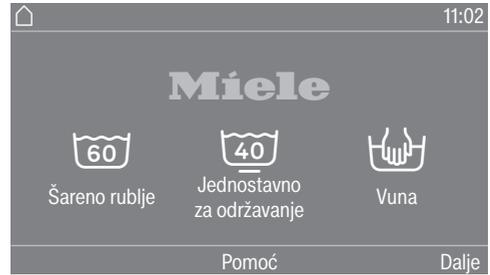 11:02
Miele
60
40
Šareno rublje
Jednostavno
za održavanje
Vuna
Pomoć
Dalje